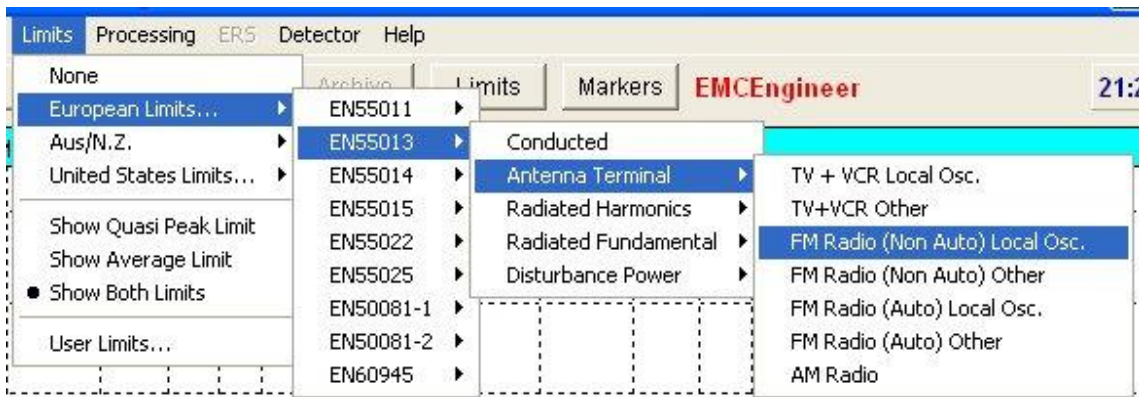 Limits Processing ERS Detector Help
Archive Limits Markers EMCEngineer 21:2
None
European Limits...
Aus/N.Z.
United States Limits...
Show Quasi Peak Limit
Show Average Limit
Show Both Limits
User Limits...
EN55011
EN55013
EN55014
EN55015
EN55022
EN55025
EN50081-1
EN50081-2
EN60945
Conducted
Antenna Terminal
Radiated Harmonics
Radiated Fundamental
Disturbance Power
TV + VCR Local Osc.
TV+VCR Other
FM Radio (Non Auto) Local Osc.
FM Radio (Non Auto) Other
FM Radio (Auto) Local Osc.
FM Radio (Auto) Other
AM Radio